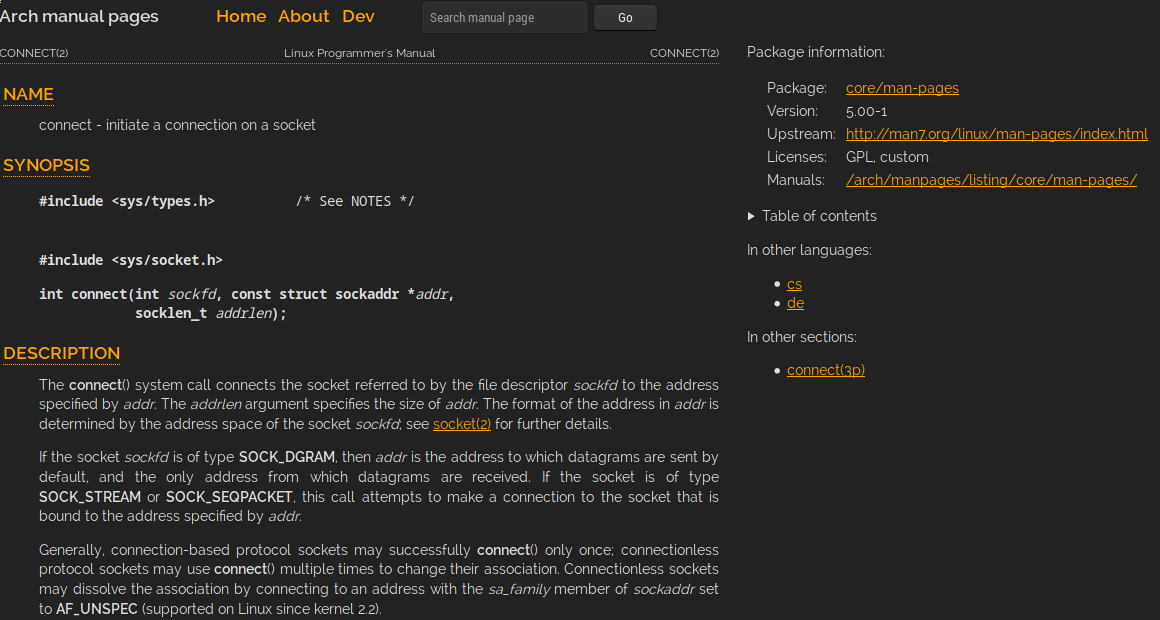 Arch manual pages Home About Dev Search manual page Go
CONNECT(2) Linux Programmer's Manual CONNECT(2)
NAME
connect - initiate a connection on a socket
SYNOPSIS
#include <sys/types.h> /* See NOTES */
#include <sys/socket.h>
int connect(int sockfd, const struct sockaddr *addr,
socklen_t addrlen);
DESCRIPTION
The connect() system call connects the socket referred to by the file descriptor sockfd to the address
specified by addr. The addrlen argument specifies the size of addr. The format of the address in addr is
determined by the address space of the socket sockfd; see socket(2) for further details.
If the socket sockfd is of type SOCK_DGRAM, then addr is the address to which datagrams are sent by
default, and the only address from which datagrams are received. If the socket is of type
SOCK_STREAM or SOCK_SEQPACKET, this call attempts to make a connection to the socket that is
bound to the address specified by addr.
Generally, connection-based protocol sockets may successfully connect() only once; connectionless
protocol sockets may use connect() multiple times to change their association. Connectionless sockets
may dissolve the association by connecting to an address with the sa_family member of sockaddr set
to AF_UNSPEC (supported on Linux since kernel 2.2).
Package information:
Package: core/man-pages
Version: 5.00-1
Upstream: http://man7.org/linux/man-pages/index.html
Licenses: GPL, custom
Manuals: /arch/manpages/listing/core/man-pages/
Table of contents
In other languages:
cs
de
In other sections:
connect(3p)